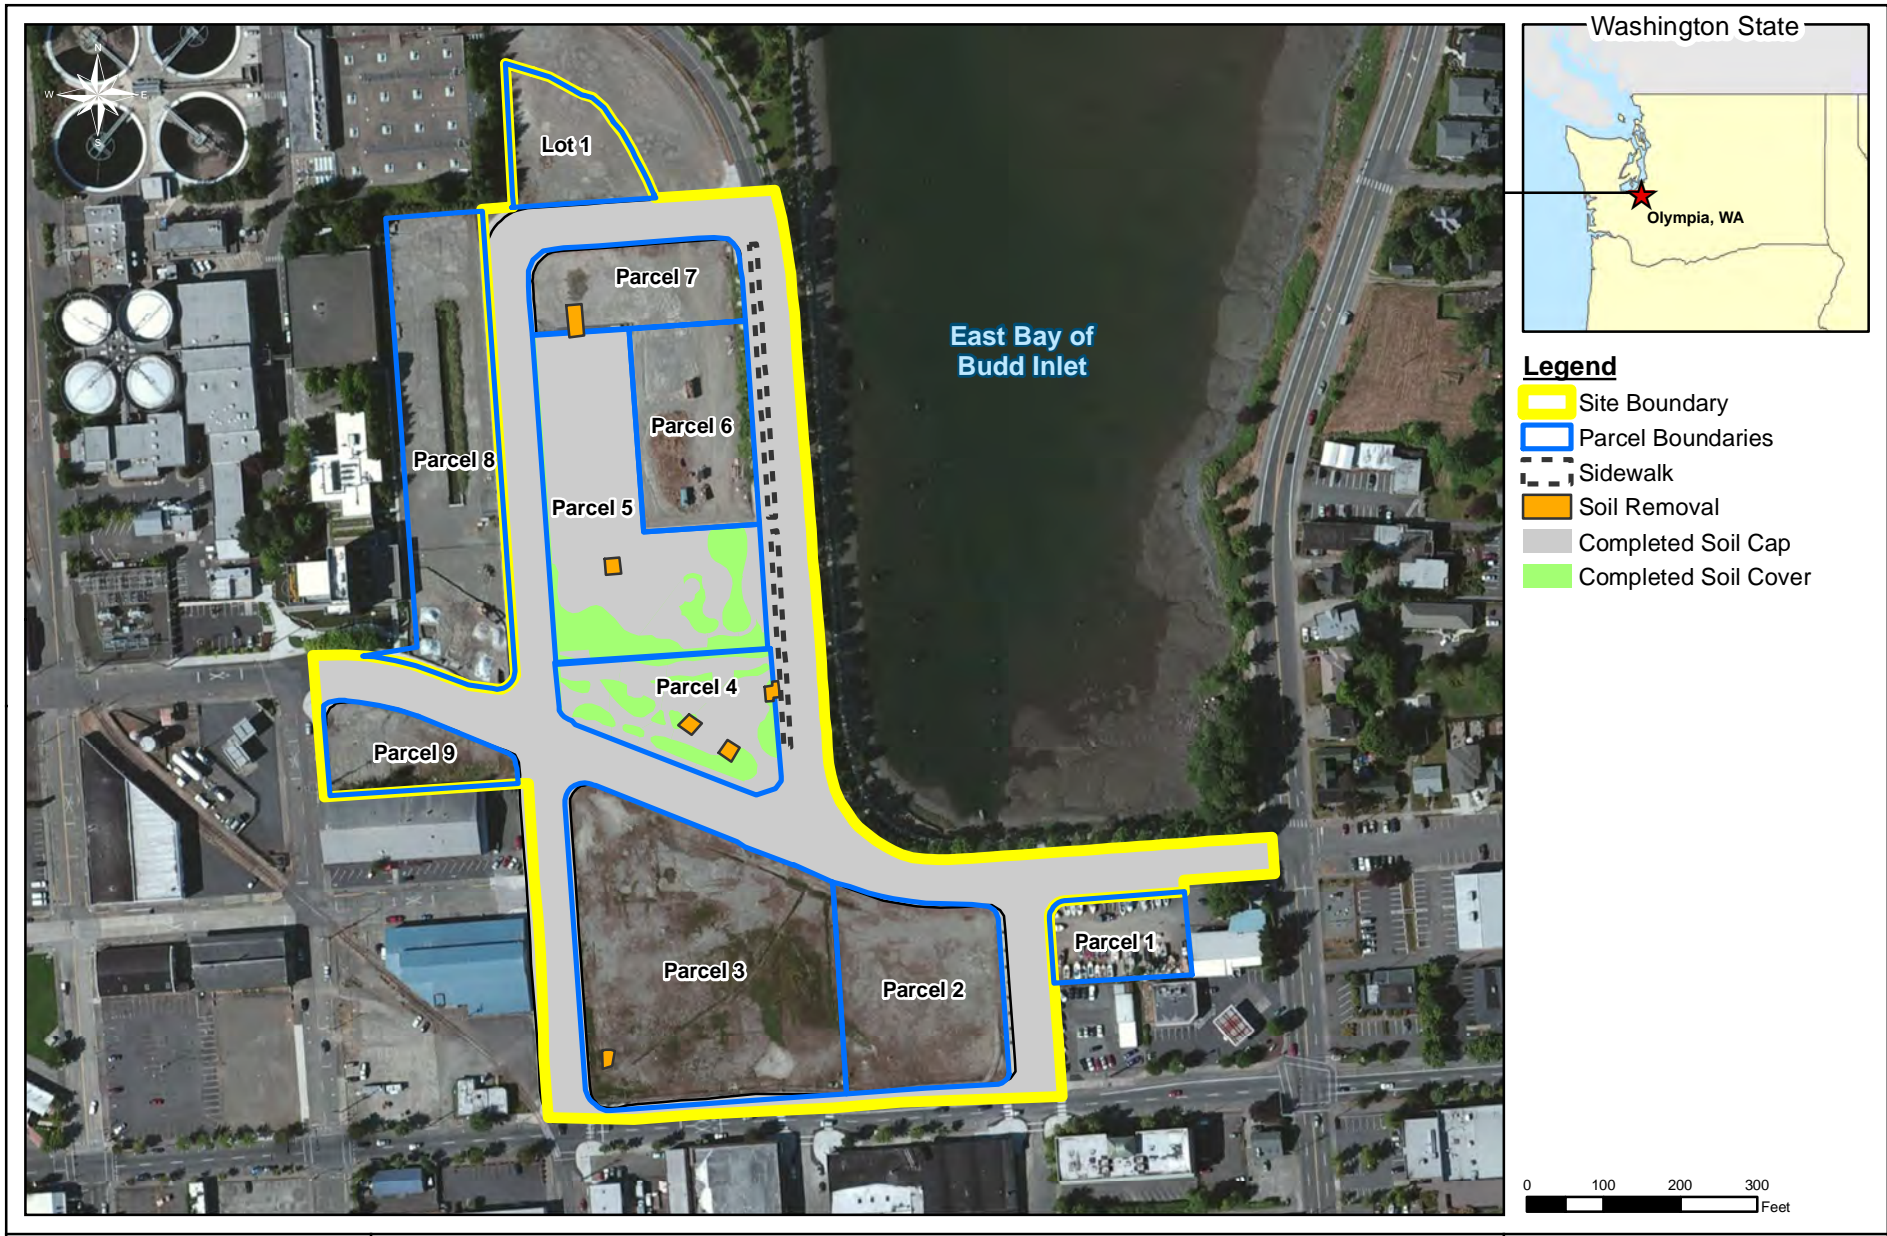 N
W
E
S
Lot 1
Parcel 7
Parcel 6
Parcel 8
Parcel 5
Parcel 4
Parcel 9
Parcel 3
Parcel 2
Parcel 1
East Bay of
Budd Inlet
Washington State
Olympia, WA
Legend
Site Boundary
Parcel Boundaries
Sidewalk
Soil Removal
Completed Soil Cap
Completed Soil Cover
0 100 200 300
Feet